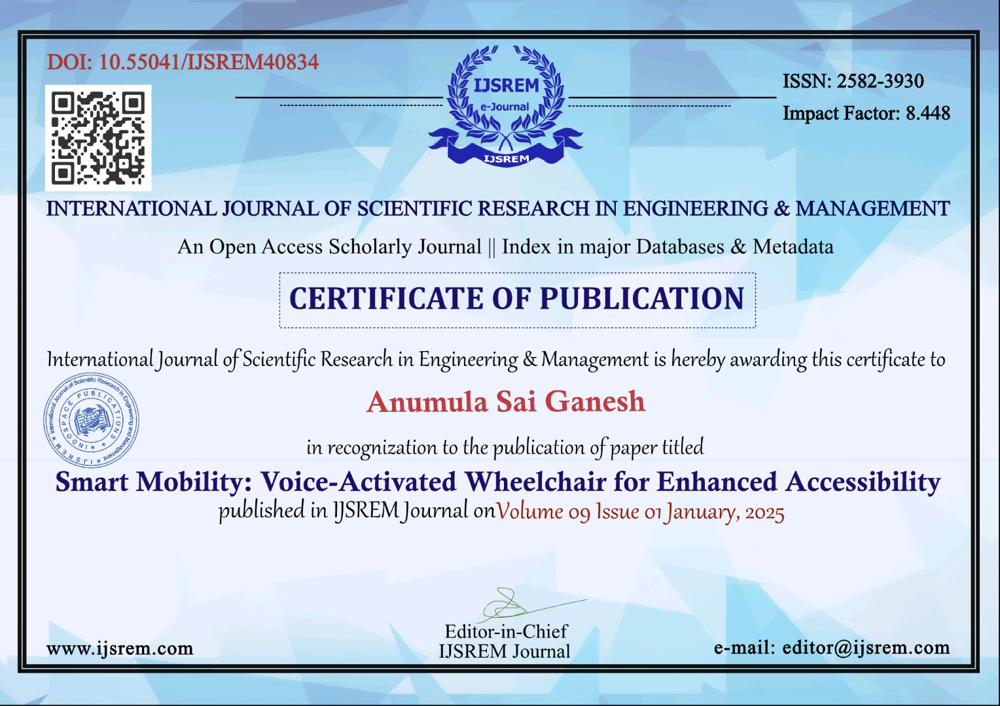 DOI: 10.55041/IJSREM40834
IJSREM
e-Journal
IJSREM
ISSN: 2582-3930
Impact Factor: 8.448
INTERNATIONAL JOURNAL OF SCIENTIFIC RESEARCH IN ENGINEERING & MANAGEMENT
An Open Access Scholarly Journal || Index in major Databases & Metadata
CERTIFICATE OF PUBLICATION
International Journal of Scientific Research in Engineering & Management is hereby awarding this certificate to
International Journal of Scientific Research in Engineering and Management
IJSREM
INDOSPACE PUBLICATIONS
Anumula Sai Ganesh
in recognization to the publication of paper titled
Smart Mobility: Voice-Activated Wheelchair for Enhanced Accessibility
published in IJSREM Journal on Volume 09 Issue 01 January, 2025
Editor-in-Chief
IJSREM Journal
www.ijsrem.com
e-mail: editor@ijsrem.com